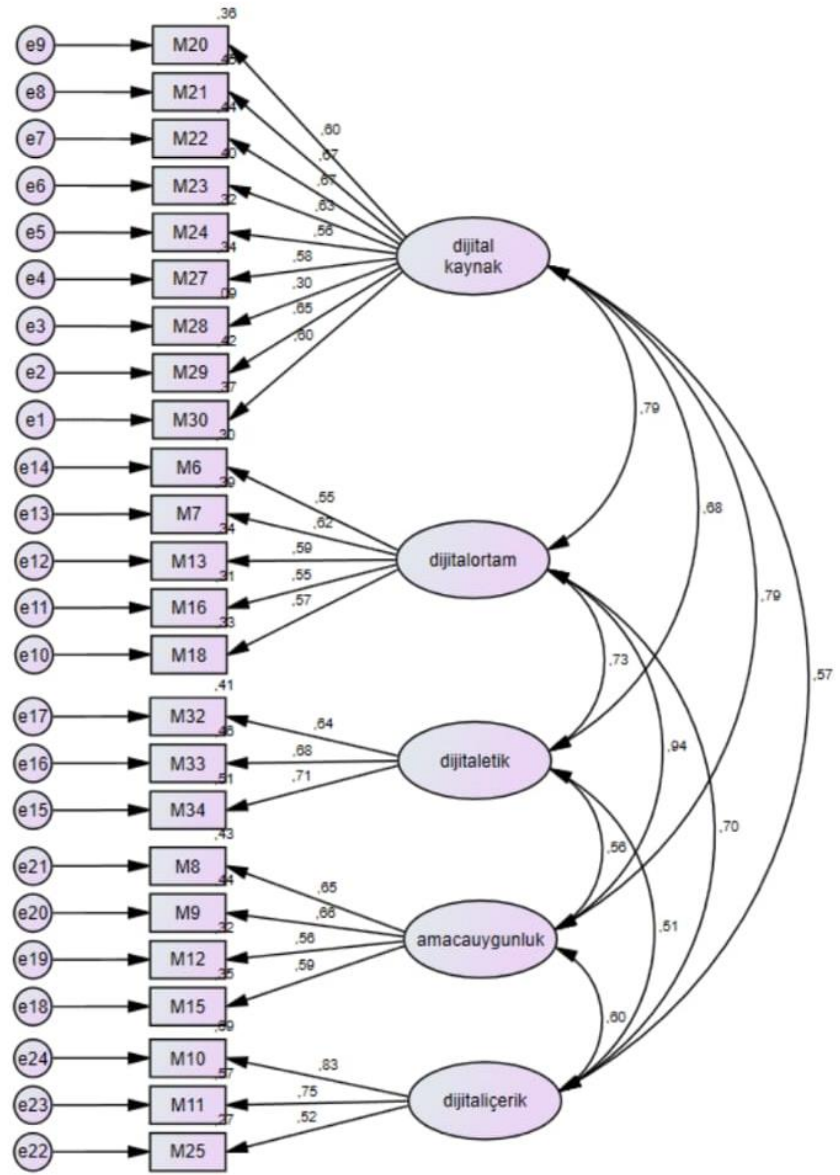 ,36
e9
M20
,45
e8
M21
,44
e7
M22
,40
e6
M23
,32
e5
M24
,34
e4
M27
,09
e3
M28
,42
e2
M29
,37
e1
M30
,60
,67
,67
,63
,56
,58
,30
,65
,60
dijital
kaynak
,30
e14
M6
,39
e13
M7
,34
e12
M13
,31
e11
M16
,33
e10
M18
,55
,62
,59
,55
,57
dijitalortam
,41
e17
M32
,46
e16
M33
,51
e15
M34
,64
,68
,71
dijitaletik
,43
e21
M8
,44
e20
M9
,32
e19
M12
,35
e18
M15
,65
,66
,56
,59
amacauygunluk
,69
e24
M10
,57
e23
M11
,27
e22
M25
,83
,75
,52
dijitaliçerik
,79
,68
,79
,57
,73
,94
,70
,56
,51
,60